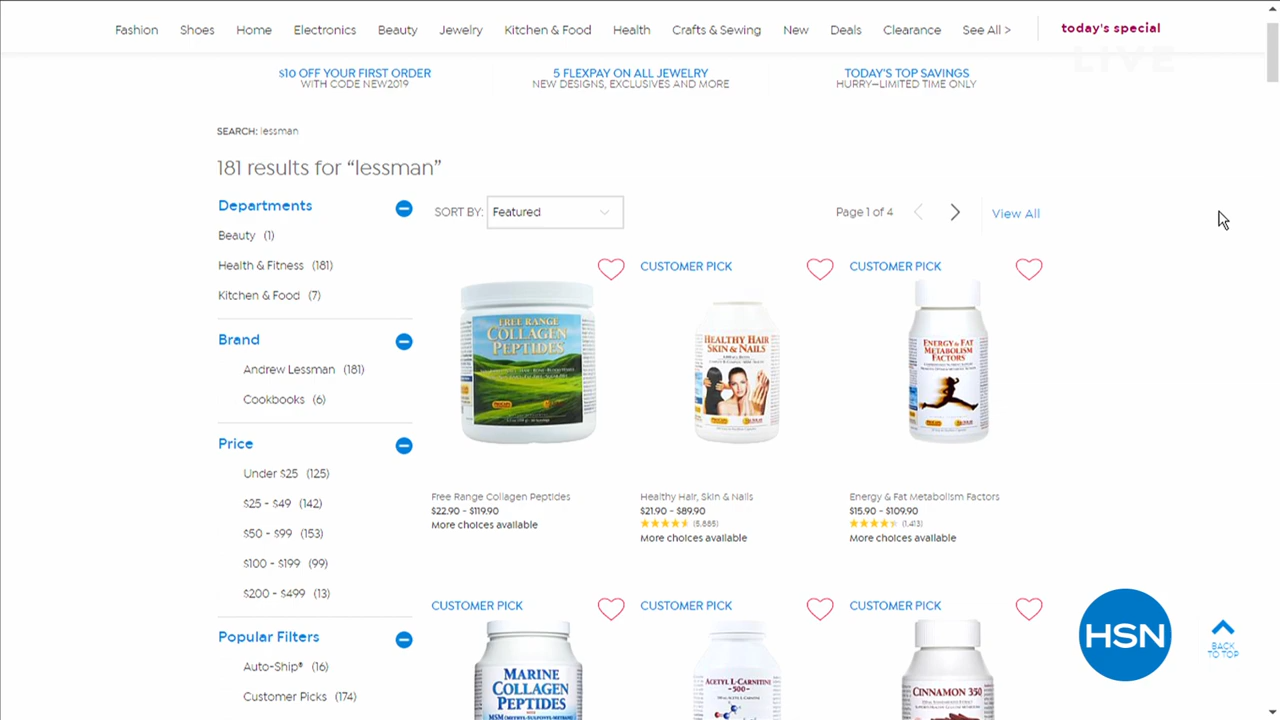 Fashion Shoes Home Electronics Beauty Jewelry Kitchen & Food Health Crafts & Sewing New Deals Clearance See All > today's special
LIVE
$10 OFF YOUR FIRST ORDER
WITH CODE NEW2019
5 FLEXPAY ON ALL JEWELRY
NEW DESIGNS, EXCLUSIVES AND MORE
TODAY'S TOP SAVINGS
HURRY—LIMITED TIME ONLY
SEARCH: lessman
181 results for "lessman"
Departments
Beauty (1)
Health & Fitness (181)
Kitchen & Food (7)
Brand
Andrew Lessman (181)
Cookbooks (6)
Price
Under $25 (125)
$25 - $49 (142)
$50 - $99 (153)
$100 - $199 (99)
$200 - $499 (13)
Popular Filters
Auto-Ship® (16)
Customer Picks (174)
SORT BY: Featured
Page 1 of 4
View All
FREE RANGE
COLLAGEN
PEPTIDES
Free Range Collagen Peptides
$22.90 - $119.90
More choices available
CUSTOMER PICK
HEALTHY HAIR
SKIN & NAILS
Healthy Hair, Skin & Nails
$21.90 - $89.90
(5,885)
More choices available
CUSTOMER PICK
ENERGY & FAT
METABOLISM
FACTORS
Energy & Fat Metabolism Factors
$15.90 - $109.90
(1,413)
More choices available
CUSTOMER PICK
MARINE
COLLAGEN
PEPTIDES
CUSTOMER PICK
ACETYL L-CARNITINE
-500-
CUSTOMER PICK
CINNAMON 350
HSN
BACK
TO TOP